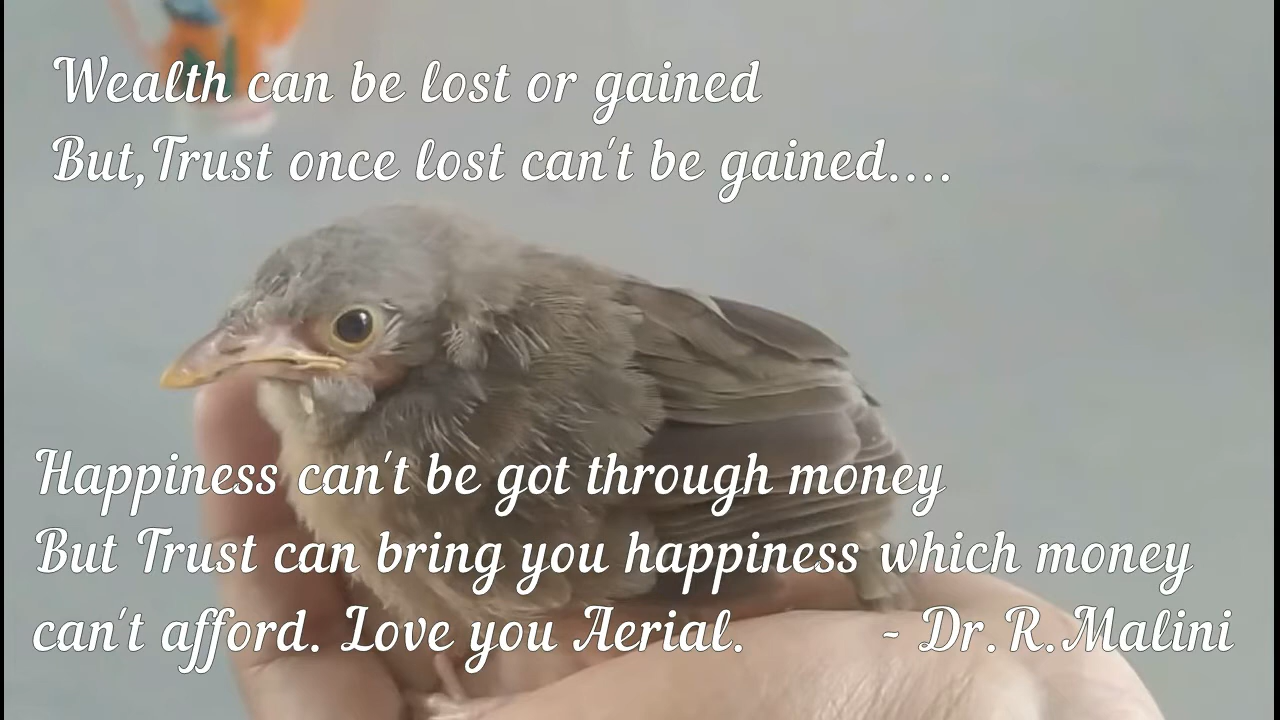 Wealth can be lost or gained
But,Trust once lost can't be gained....
Happiness can't be got through money
But Trust can bring you happiness which money
can't afford. Love you Aerial. - Dr.R.Malini